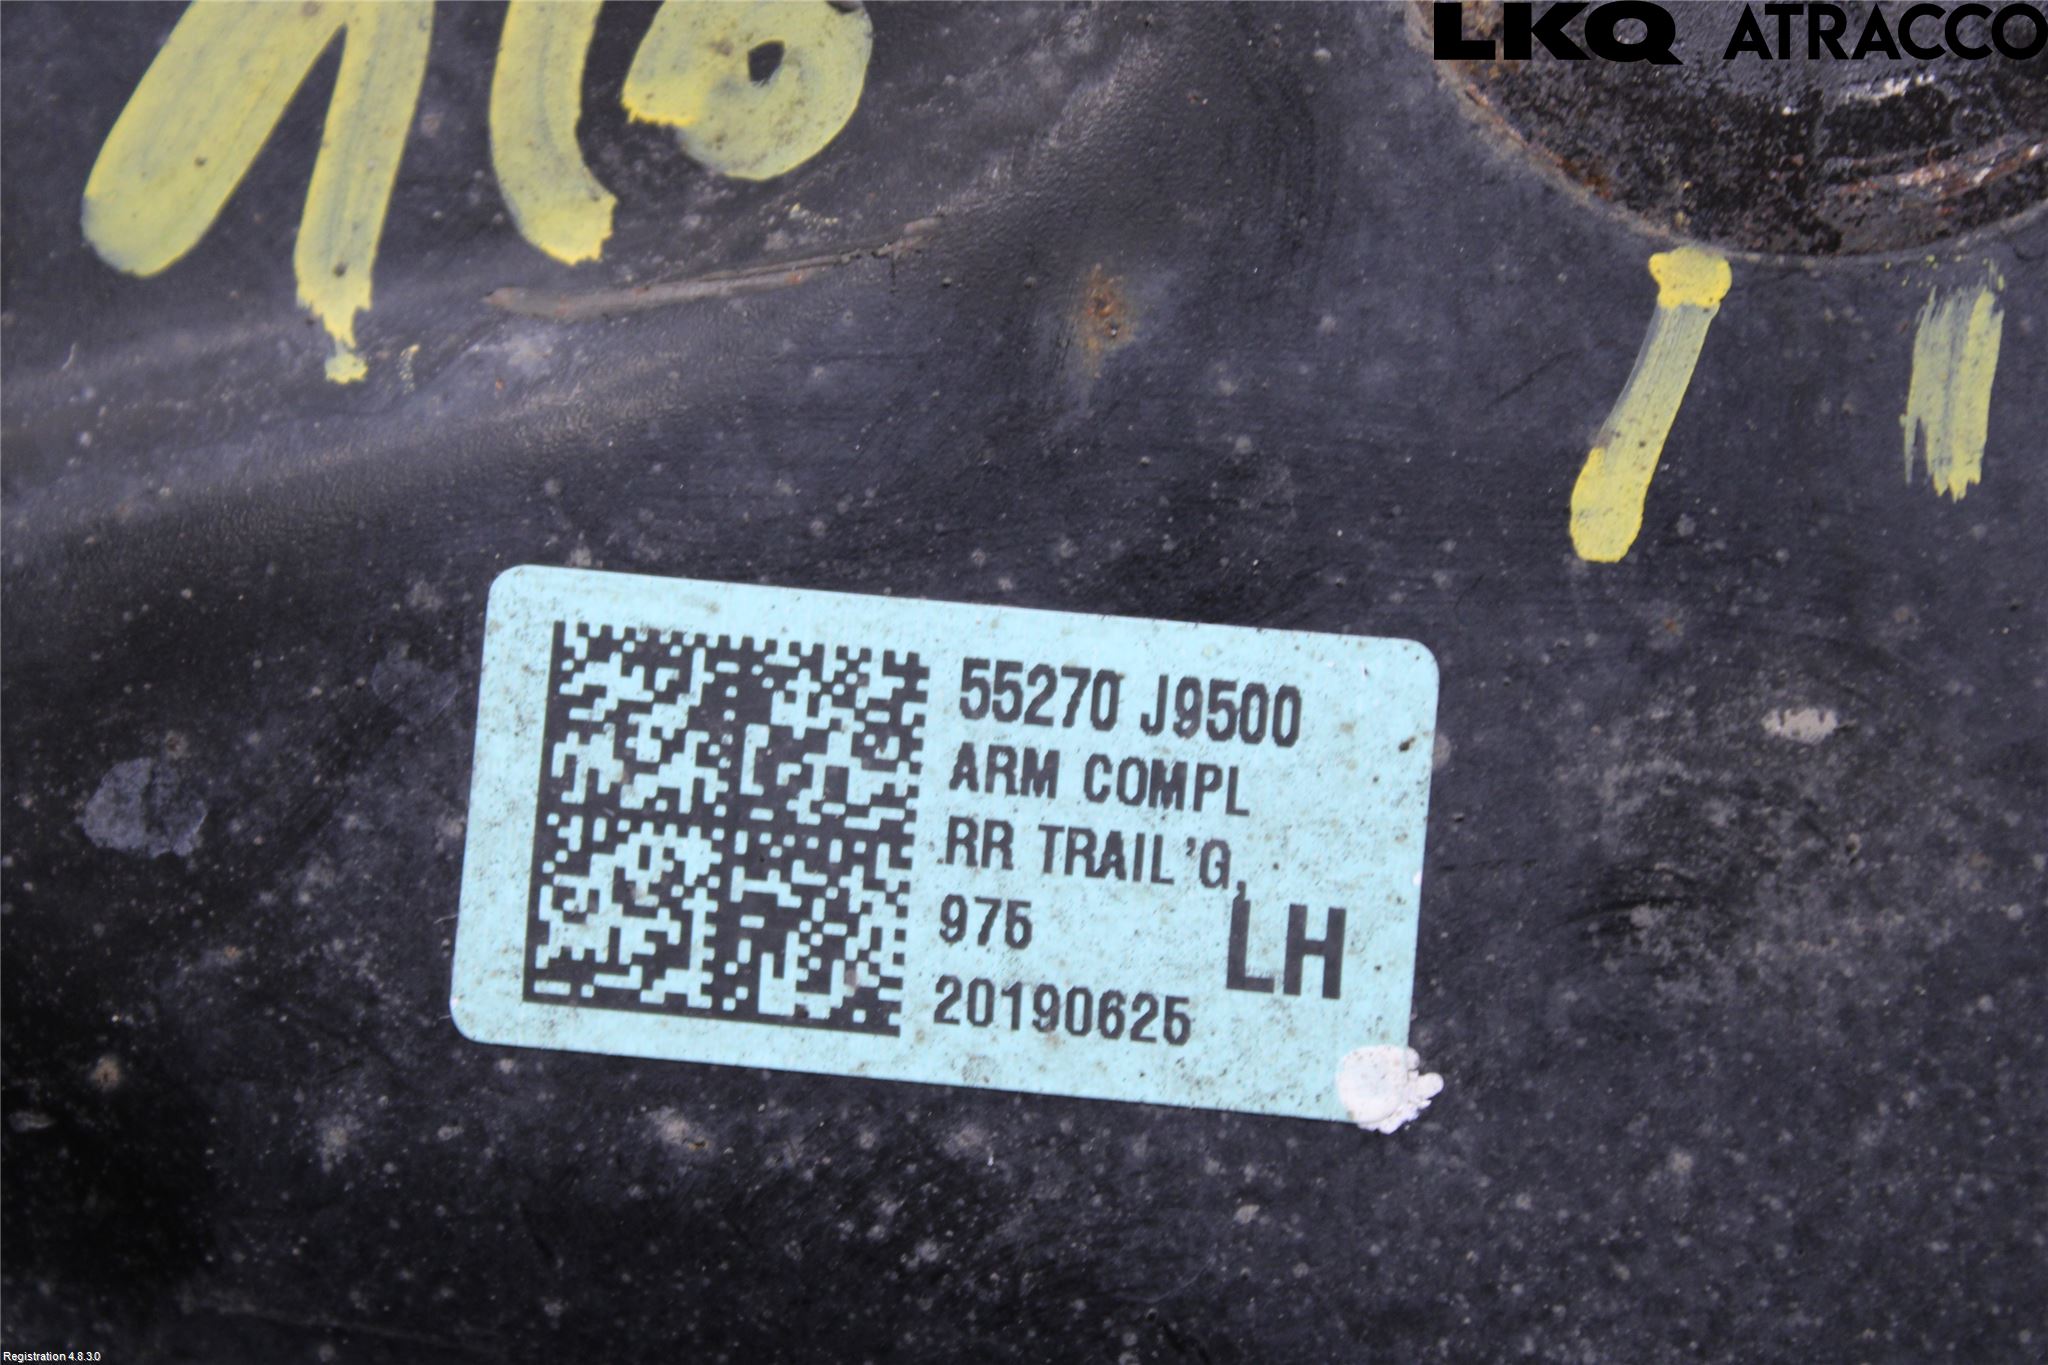 LKQ ATRACCO
55270 J9500
ARM COMPL
RR TRAIL'G,
975 LH
20190625
Registration 4.8.3.0